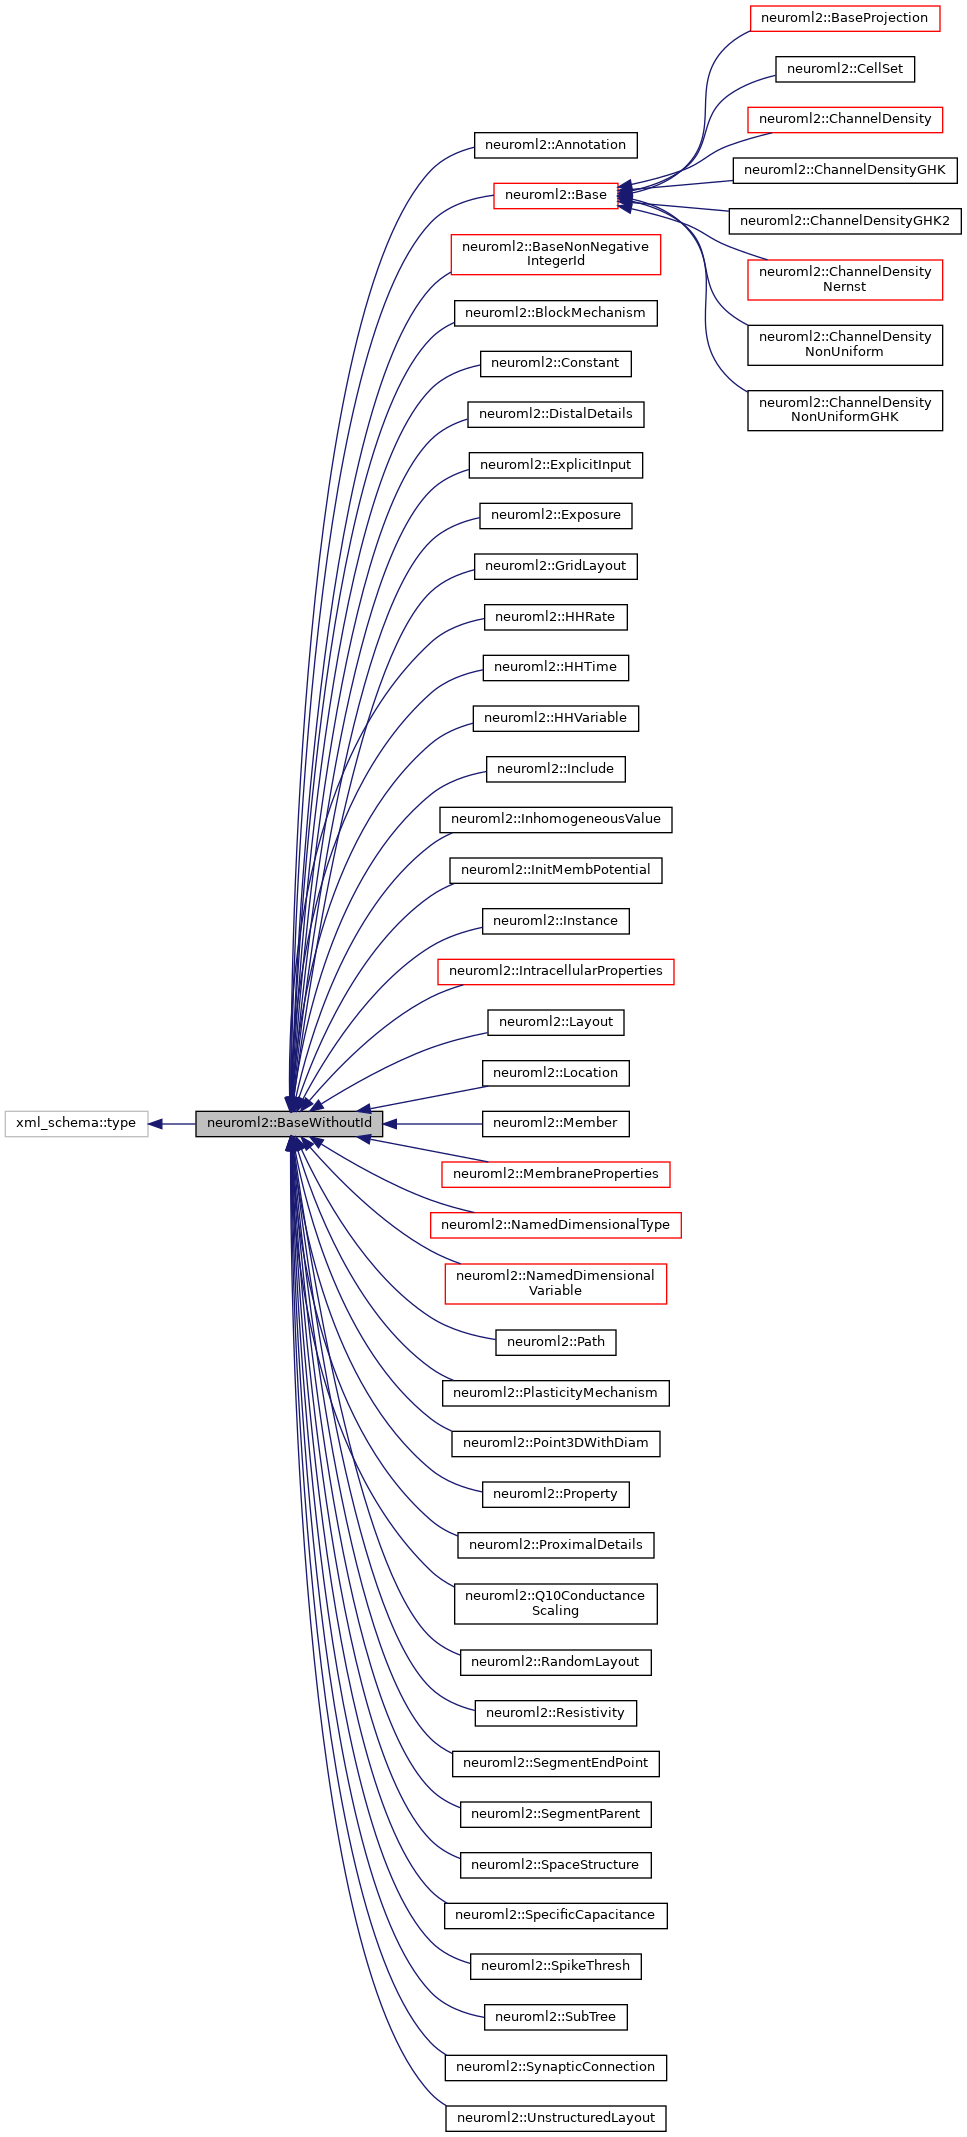 neuroml2::BaseProjection
neuroml2::CellSet
neuroml2::ChannelDensity
neuroml2::ChannelDensityGHK
neuroml2::ChannelDensityGHK2
neuroml2::ChannelDensity
Nernst
neuroml2::ChannelDensity
NonUniform
neuroml2::ChannelDensity
NonUniformGHK
neuroml2::Annotation
neuroml2::Base
neuroml2::BaseNonNegative
IntegerId
neuroml2::BlockMechanism
neuroml2::Constant
neuroml2::DistalDetails
neuroml2::ExplicitInput
neuroml2::Exposure
neuroml2::GridLayout
neuroml2::HHRate
neuroml2::HHTime
neuroml2::HHVariable
neuroml2::Include
neuroml2::InhomogeneousValue
neuroml2::InitMembPotential
neuroml2::Instance
neuroml2::IntracellularProperties
neuroml2::Layout
neuroml2::Location
xml_schema::type
neuroml2::BaseWithoutId
neuroml2::Member
neuroml2::MembraneProperties
neuroml2::NamedDimensionalType
neuroml2::NamedDimensional
Variable
neuroml2::Path
neuroml2::PlasticityMechanism
neuroml2::Point3DWithDiam
neuroml2::Property
neuroml2::ProximalDetails
neuroml2::Q10Conductance
Scaling
neuroml2::RandomLayout
neuroml2::Resistivity
neuroml2::SegmentEndPoint
neuroml2::SegmentParent
neuroml2::SpaceStructure
neuroml2::SpecificCapacitance
neuroml2::SpikeThresh
neuroml2::SubTree
neuroml2::SynapticConnection
neuroml2::UnstructuredLayout